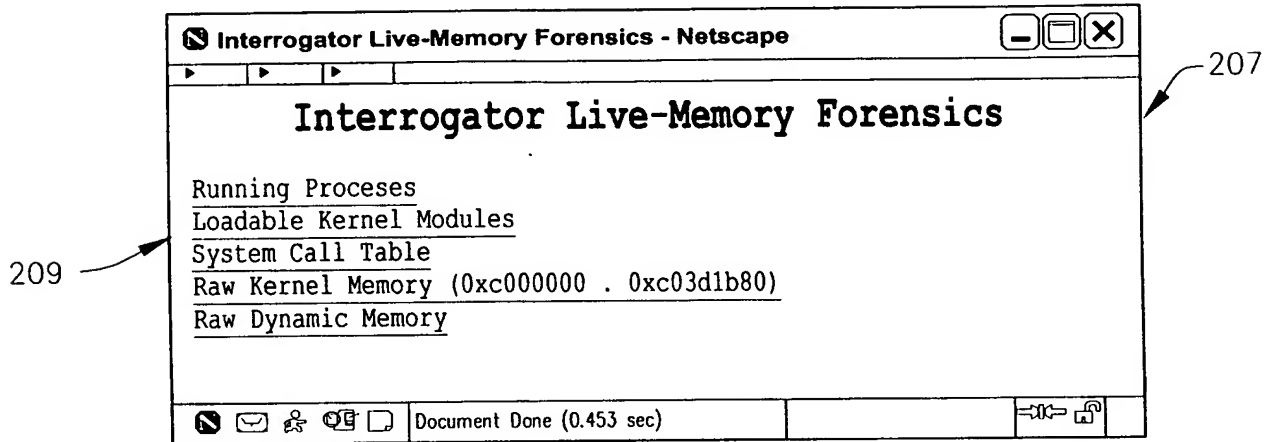 Interrogator Live-Memory Forensics - Netscape
207
Interrogator Live-Memory Forensics
Running Proceses
Loadable Kernel Modules
System Call Table
209
Raw Kernel Memory (0xc000000 . 0xc03d1b80)
Raw Dynamic Memory
Document Done (0.453 sec)